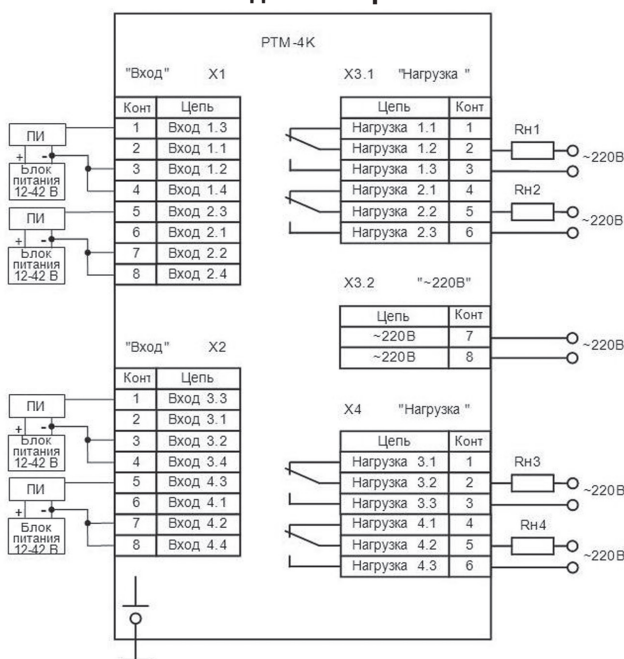 РТМ-4К
"Вход" Х1
Конт Цепь
1 Вход 1.3
2 Вход 1.1
3 Вход 1.2
4 Вход 1.4
5 Вход 2.3
6 Вход 2.1
7 Вход 2.2
8 Вход 2.4
ПИ
+ -
Блок
питания
12-42 В
ПИ
+ -
Блок
питания
12-42 В
"Вход" Х2
Конт Цепь
1 Вход 3.3
2 Вход 3.1
3 Вход 3.2
4 Вход 3.4
5 Вход 4.3
6 Вход 4.1
7 Вход 4.2
8 Вход 4.4
ПИ
+ -
Блок
питания
12-42 В
ПИ
+ -
Блок
питания
12-42 В
Х3.1 "Нагрузка "
Цепь Конт
Нагрузка 1.1 1
Нагрузка 1.2 2
Нагрузка 1.3 3
Нагрузка 2.1 4
Нагрузка 2.2 5
Нагрузка 2.3 6
Rн1
~220В
Rн2
~220В
Х3.2 "~220В"
Цепь Конт
~220В 7
~220В 8
~220В
Х4 "Нагрузка "
Цепь Конт
Нагрузка 3.1 1
Нагрузка 3.2 2
Нагрузка 3.3 3
Нагрузка 4.1 4
Нагрузка 4.2 5
Нагрузка 4.3 6
Rн3
~220В
Rн4
~220В